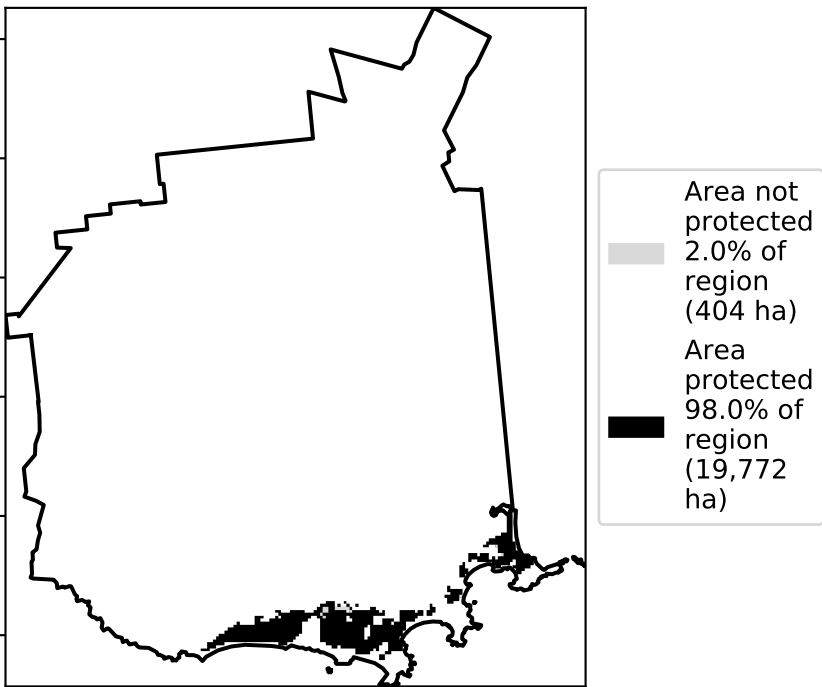 Area not
protected
2.0% of
region
(404 ha)
Area
protected
98.0% of
region
(19,772
ha)